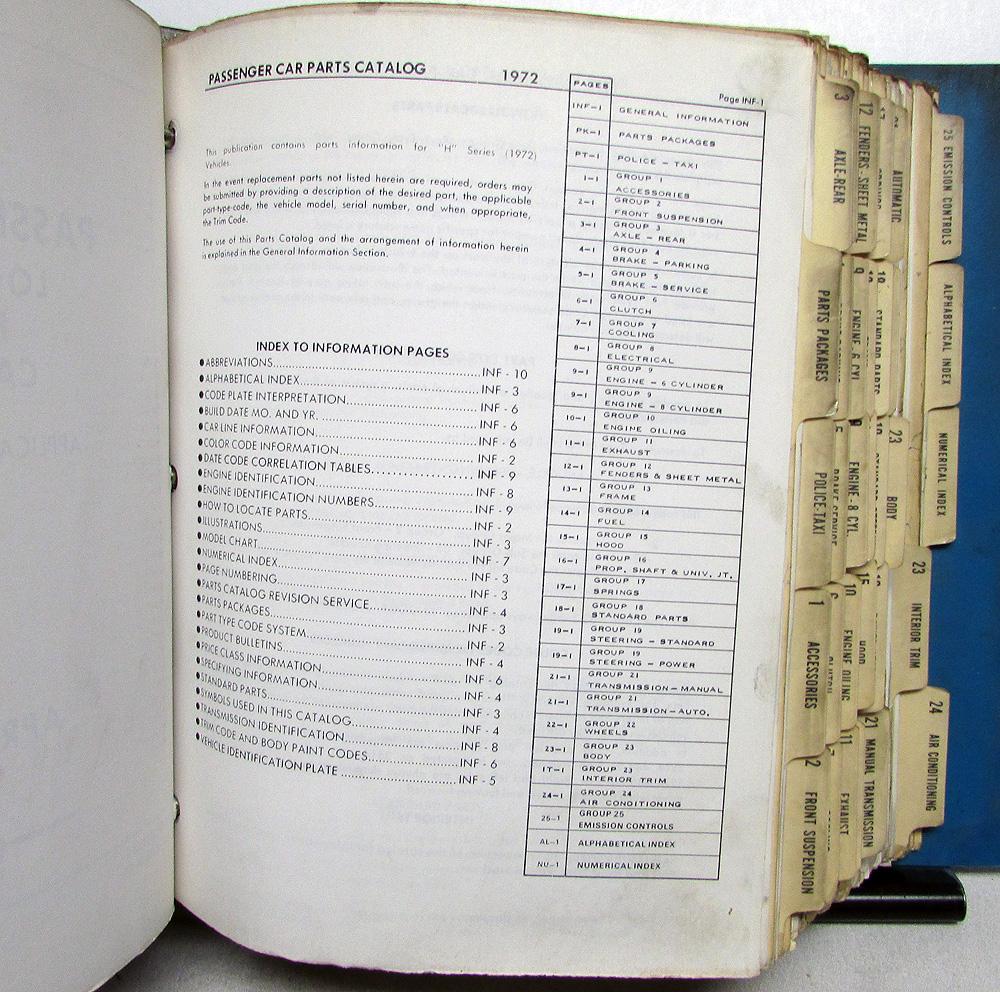 PASSENGER CAR PARTS CATALOG 1972
Page INF-1
This publication contains parts information for "H" Series (1972)
Vehicles.
In the event replacement parts not listed herein are required, orders may
be submitted by providing a description of the desired part, the applicable
part-type-code, the vehicle model, serial number, and when appropriate,
the Trim Code.
The use of this Parts Catalog and the arrangement of information herein
is explained in the General Information Section.
INDEX TO INFORMATION PAGES
●ABBREVIATIONS INF - 10
●ALPHABETICAL INDEX INF - 3
●CODE PLATE INTERPRETATION INF - 6
●BUILD DATE MO. AND YR. INF - 6
●CAR LINE INFORMATION INF - 6
●COLOR CODE INFORMATION INF - 2
●DATE CODE CORRELATION TABLES INF - 9
●ENGINE IDENTIFICATION INF - 8
●ENGINE IDENTIFICATION NUMBERS INF - 9
●HOW TO LOCATE PARTS INF - 2
●ILLUSTRATIONS INF - 3
●MODEL CHART INF - 7
●NUMERICAL INDEX INF - 3
●PAGE NUMBERING INF - 3
●PARTS CATALOG REVISION SERVICE INF - 4
●PARTS PACKAGES INF - 3
●PART TYPE CODE SYSTEM INF - 2
●PRODUCT BULLETINS INF - 4
●PRICE CLASS INFORMATION INF - 6
●SPECIFYING INFORMATION INF - 4
●STANDARD PARTS INF - 3
●SYMBOLS USED IN THIS CATALOG INF - 4
●TRANSMISSION IDENTIFICATION INF - 8
●TRIM CODE AND BODY PAINT CODES INF - 6
●VEHICLE IDENTIFICATION PLATE INF - 5
PAGES
INF-1 GENERAL INFORMATION
PK-1 PARTS PACKAGES
PT-1 POLICE - TAXI
1-1 GROUP 1
ACCESSORIES
2-1 GROUP 2
FRONT SUSPENSION
3-1 GROUP 3
AXLE - REAR
4-1 GROUP 4
BRAKE - PARKING
5-1 GROUP 5
BRAKE - SERVICE
6-1 GROUP 6
CLUTCH
7-1 GROUP 7
COOLING
8-1 GROUP 8
ELECTRICAL
9-1 GROUP 9
ENGINE - 6 CYLINDER
9-1 GROUP 9
ENGINE - 8 CYLINDER
10-1 GROUP 10
ENGINE OILING
11-1 GROUP 11
EXHAUST
12-1 GROUP 12
FENDERS & SHEET METAL
13-1 GROUP 13
FRAME
14-1 GROUP 14
FUEL
15-1 GROUP 15
HOOD
16-1 GROUP 16
PROP. SHAFT & UNIV. JT.
17-1 GROUP 17
SPRINGS
18-1 GROUP 18
STANDARD PARTS
19-1 GROUP 19
STEERING - STANDARD
19-1 GROUP 19
STEERING - POWER
21-1 GROUP 21
TRANSMISSION-MANUAL
21-1 GROUP 21
TRANSMISSION-AUTO.
22-1 GROUP 22
WHEELS
23-1 GROUP 23
BODY
IT-1 GROUP 23
INTERIOR TRIM
24-1 GROUP 24
AIR CONDITIONING
25-1 GROUP 25
EMISSION CONTROLS
AL-1 ALPHABETICAL INDEX
NU-1 NUMERICAL INDEX
3 AXLE-REAR
PARTS PACKAGES
POLICE-TAXI
1 ACCESSORIES
2 FRONT SUSPENSION
12 FENDERS - SHEET METAL
9 ENGINE - 6 CYL.
9 ENGINE - 8 CYL.
10 ENGINE OILING
11 EXHAUST
AUTOMATIC
STANDARD PARTS
23 BODY
15 HOOD
21 MANUAL TRANSMISSION
25 EMISSION CONTROLS
ALPHABETICAL INDEX
NUMERICAL INDEX
23 INTERIOR TRIM
24 AIR CONDITIONING